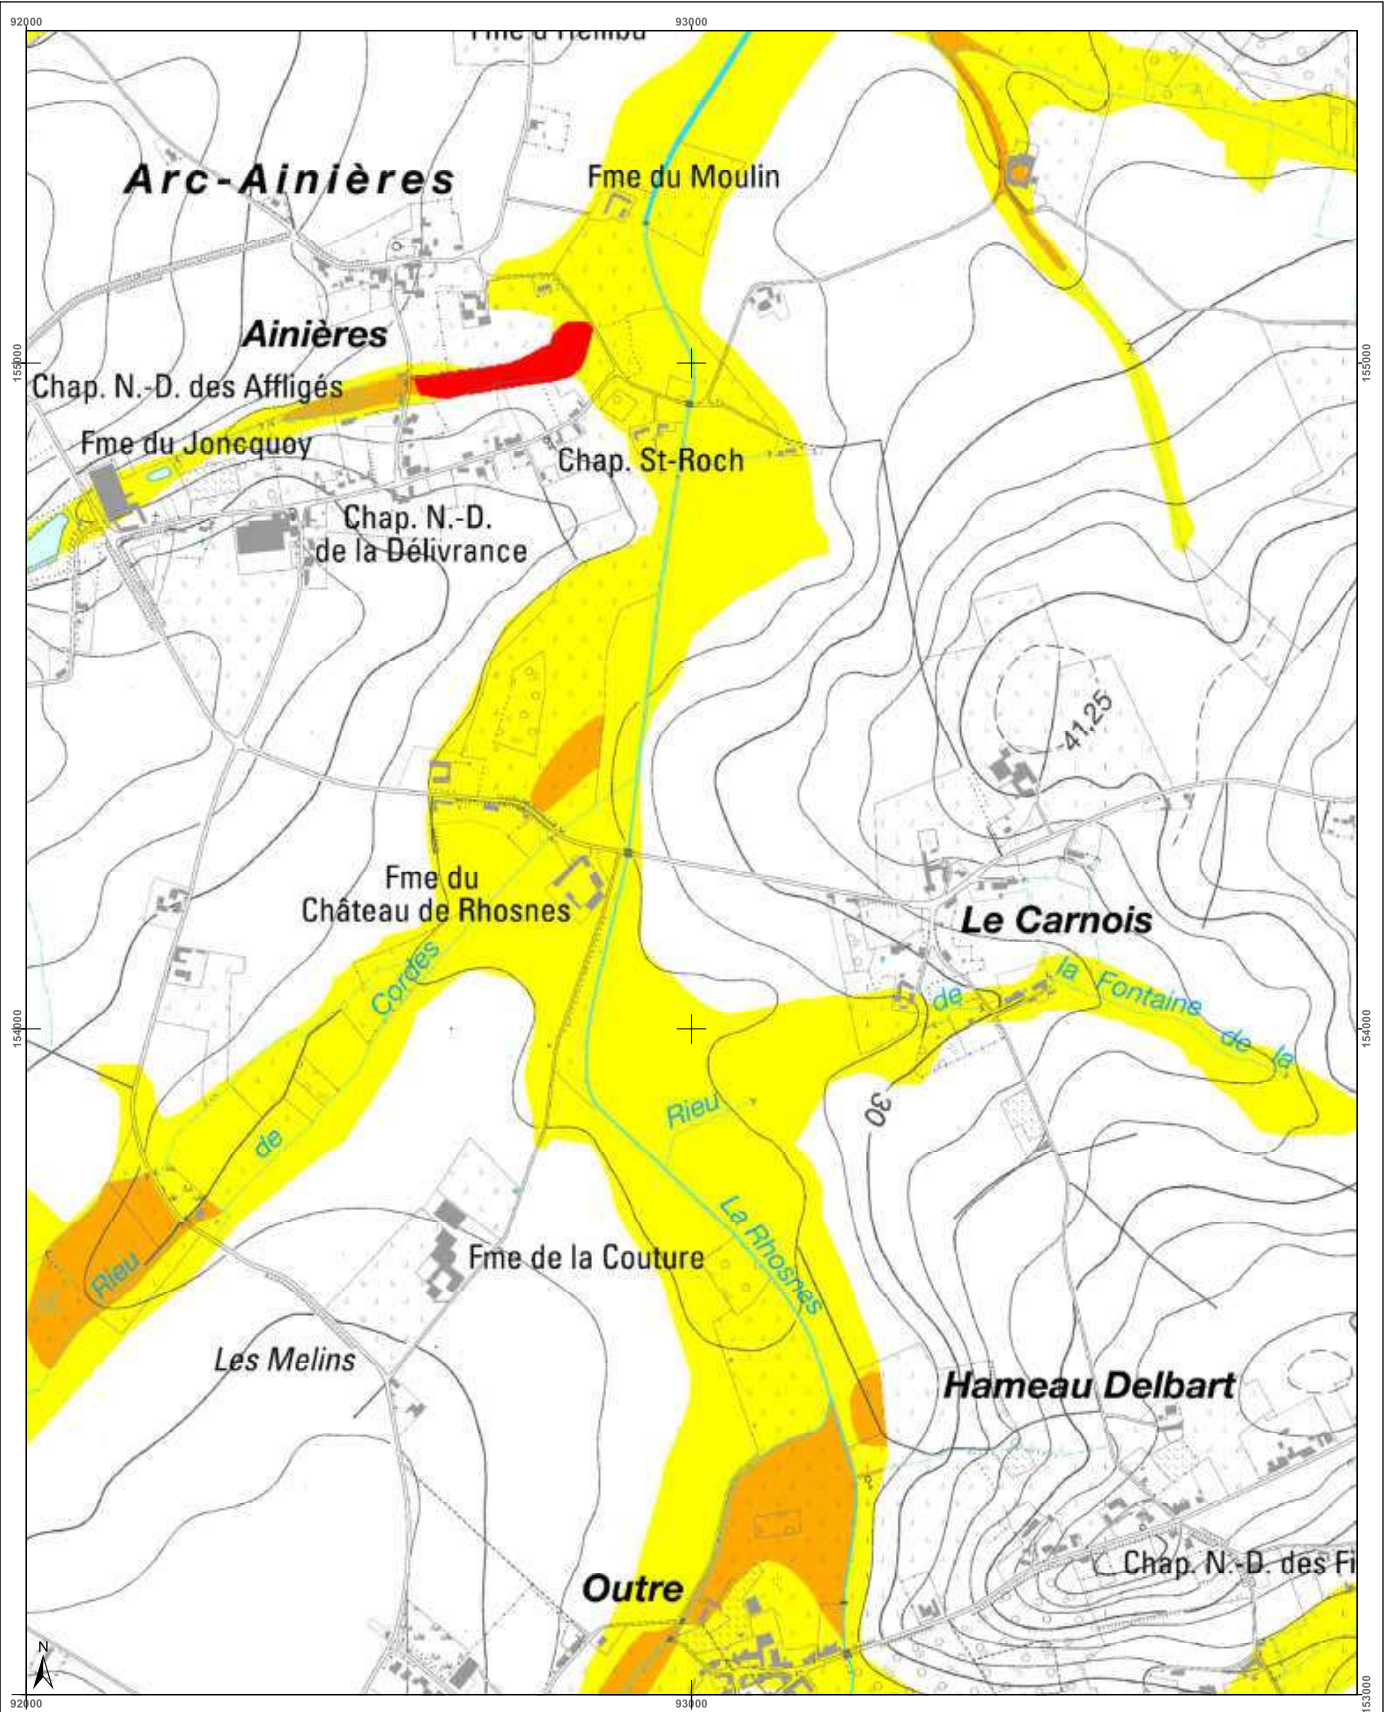 92000
93000
Fme du Moulin
Arc-Ainières
Ainières
155000
155000
Chap. N.-D. des Affligés
Fme du Joncquoy
Chap. St-Roch
Chap. N.-D.
de la Délivrance
41,25
Fme du
Château de Rhosnes
Le Carnois
Cordes
de
la Fontaine de la
154000
154000
Rieu
30
de
La Rhosnes
Rieu
Fme de la Couture
Les Melins
Hameau Delbart
Chap. N.-D. des Fi
Outre
N
92000
93000
153000